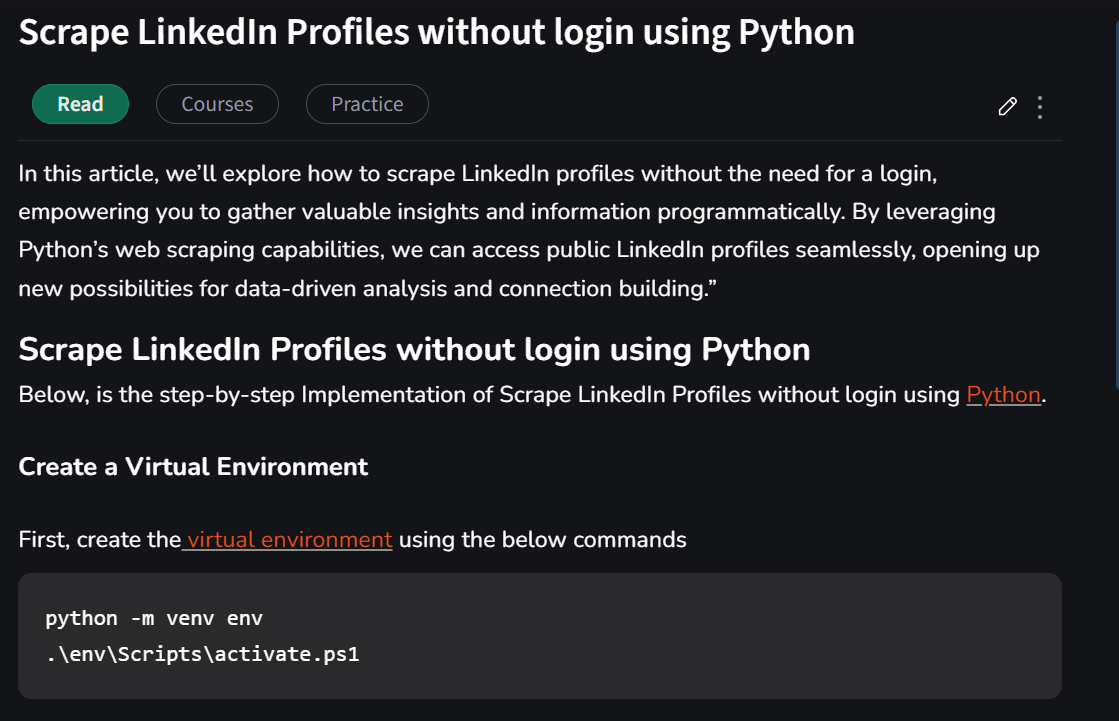 Scrape LinkedIn Profiles without login using Python
Read
Courses
Practice
In this article, we’ll explore how to scrape LinkedIn profiles without the need for a login,
empowering you to gather valuable insights and information programmatically. By leveraging
Python’s web scraping capabilities, we can access public LinkedIn profiles seamlessly, opening up
new possibilities for data-driven analysis and connection building.”
Scrape LinkedIn Profiles without login using Python
Below, is the step-by-step Implementation of Scrape LinkedIn Profiles without login using Python.
Create a Virtual Environment
First, create the virtual environment using the below commands
python -m venv env
.\env\Scripts\activate.ps1